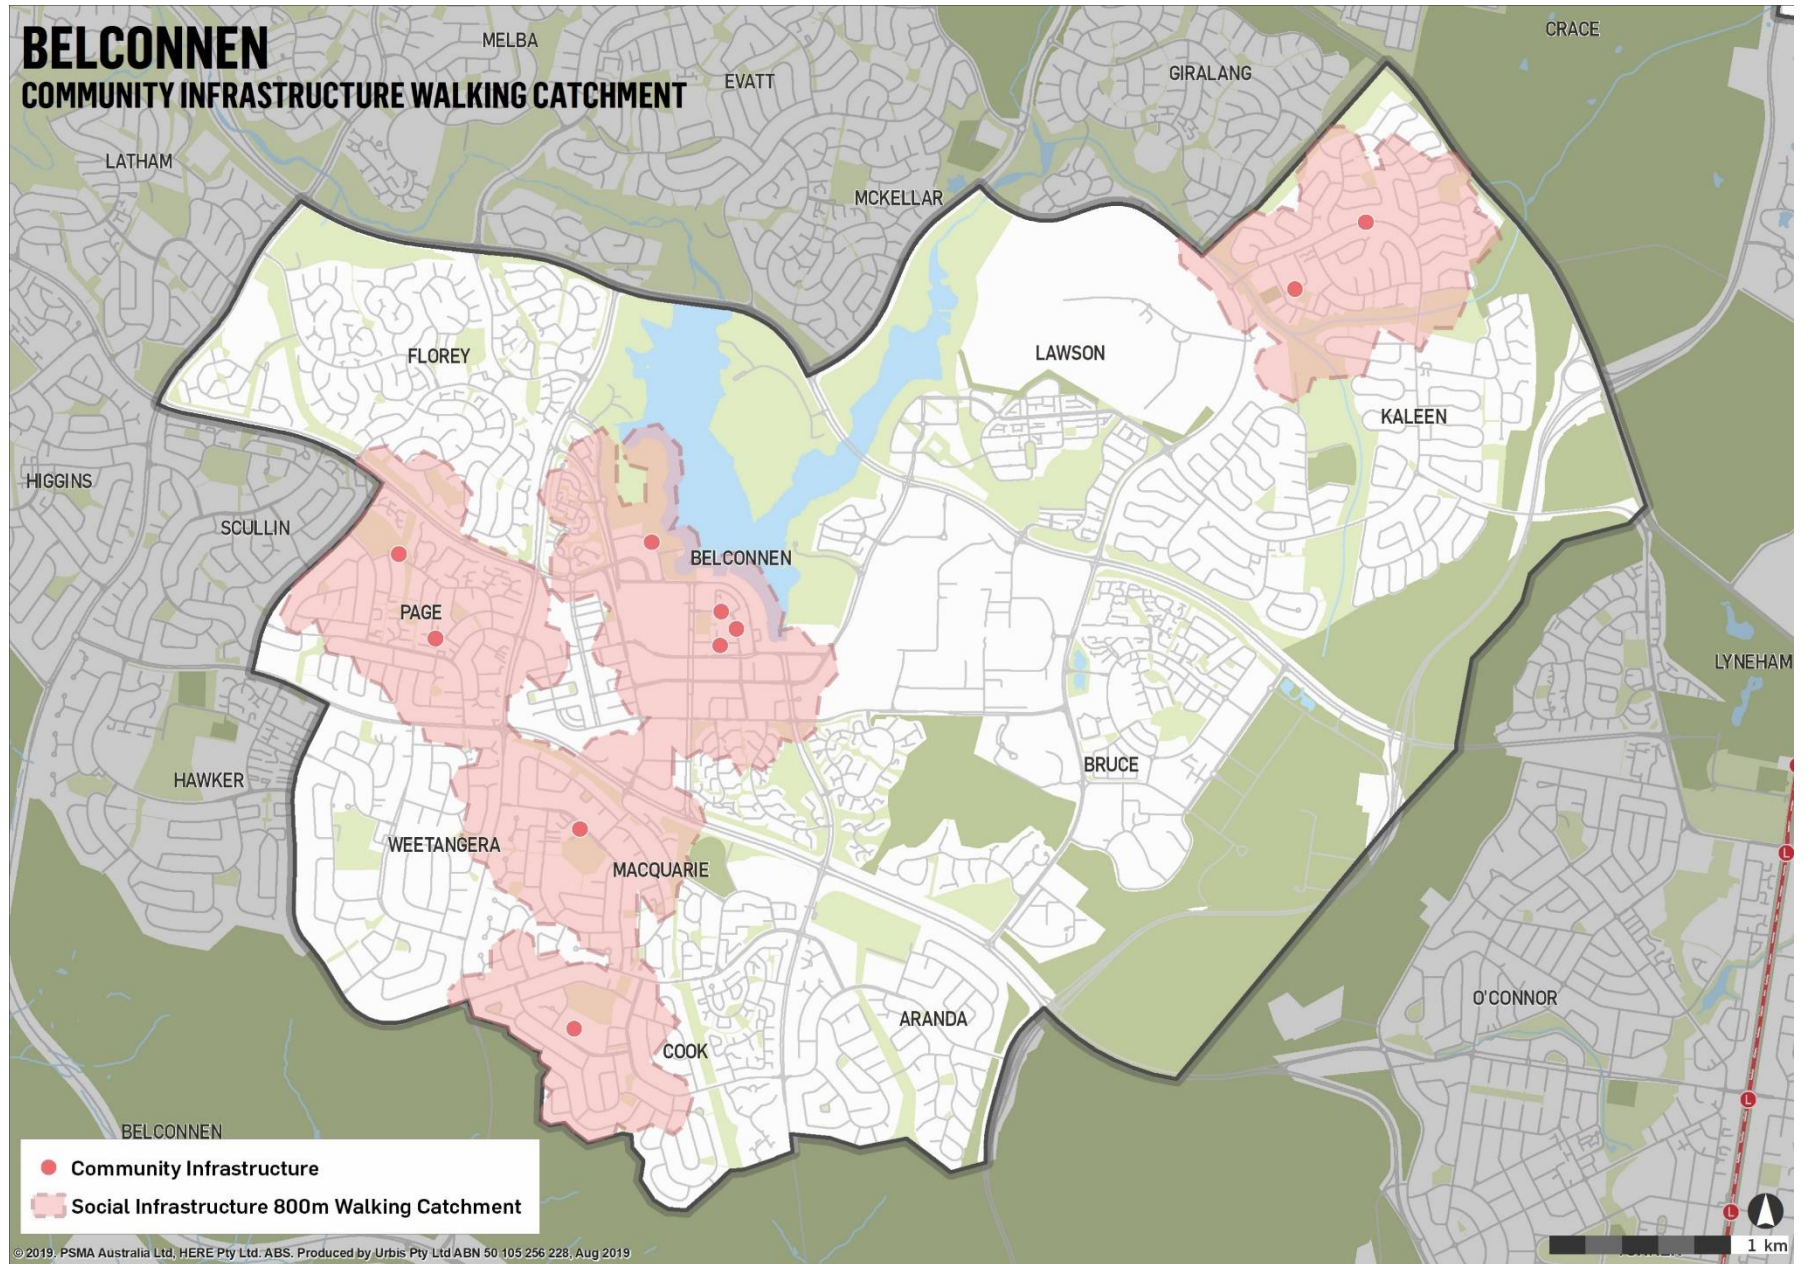 BELCONNEN
COMMUNITY INFRASTRUCTURE WALKING CATCHMENT
MELBA
CRACE
EVATT
GIRALANG
LATHAM
MCKELLAR
FLOREY
LAWSON
KALEEN
HIGGINS
SCULLIN
BELCONNEN
PAGE
LYNEHAM
HAWKER
BRUCE
WEETANGERA
MACQUARIE
O'CONNOR
ARANDA
COOK
BELCONNEN
L
L
L
Community Infrastructure
Social Infrastructure 800m Walking Catchment
1 km
© 2019. PSMA Australia Ltd, HERE Pty Ltd. ABS. Produced by Urbis Pty Ltd ABN 50 105 256 228, Aug 2019